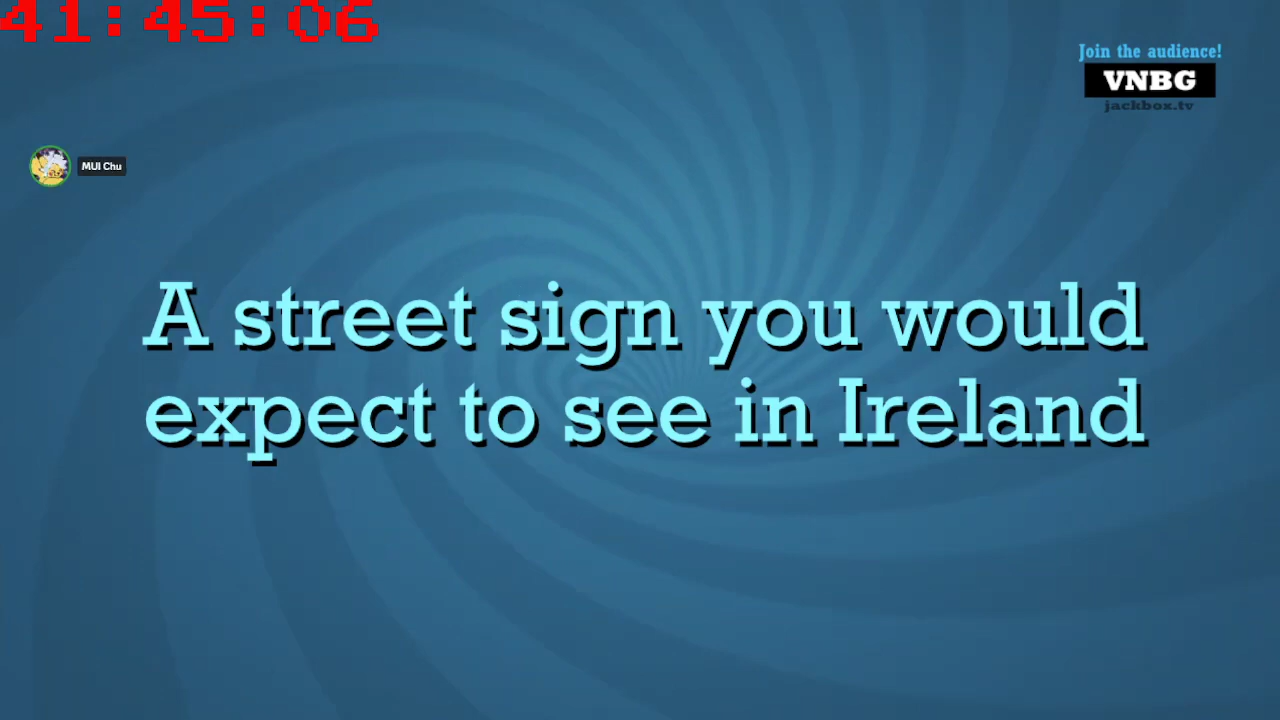 41:45:06
Join the audience!
VNBG
jackbox.tv
MUI Chu
A street sign you would
expect to see in Ireland